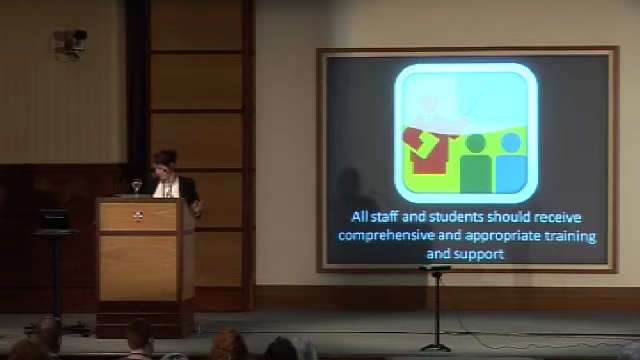 All staff and students should receive
comprehensive and appropriate training
and support